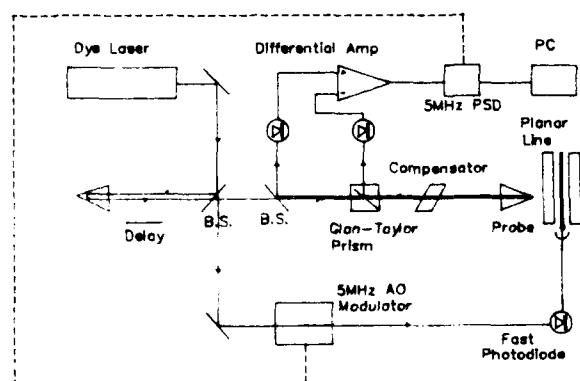 Dye Laser
Differential Amp
PC
5MHz PSD
Planar
Line
Compensator
B.S.
B.S.
Delay
Glan-Taylor
Prism
Probe
5MHz AO
Modulator
Fast
Photodiode